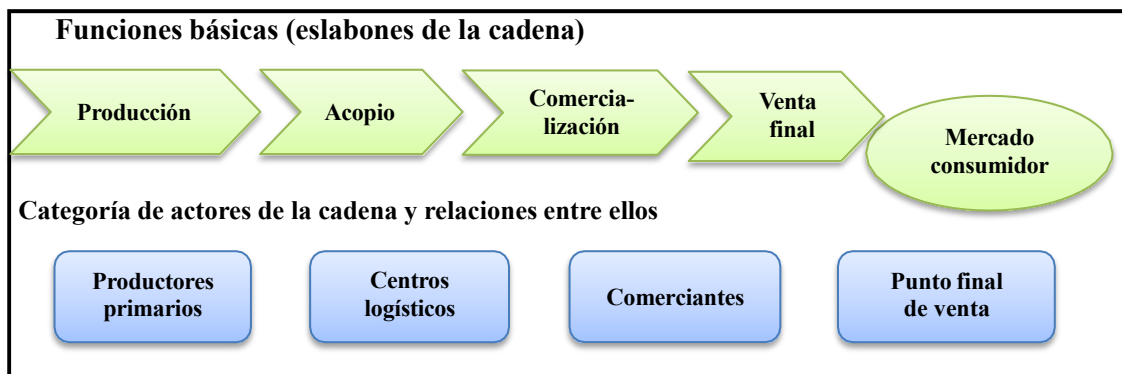 Funciones básicas (eslabones de la cadena)
Producción
Acopio
Comercia-
lización
Venta
final
Mercado
consumidor
Categoría de actores de la cadena y relaciones entre ellos
Productores
primarios
Centros
logísticos
Comerciantes
Punto final
de venta